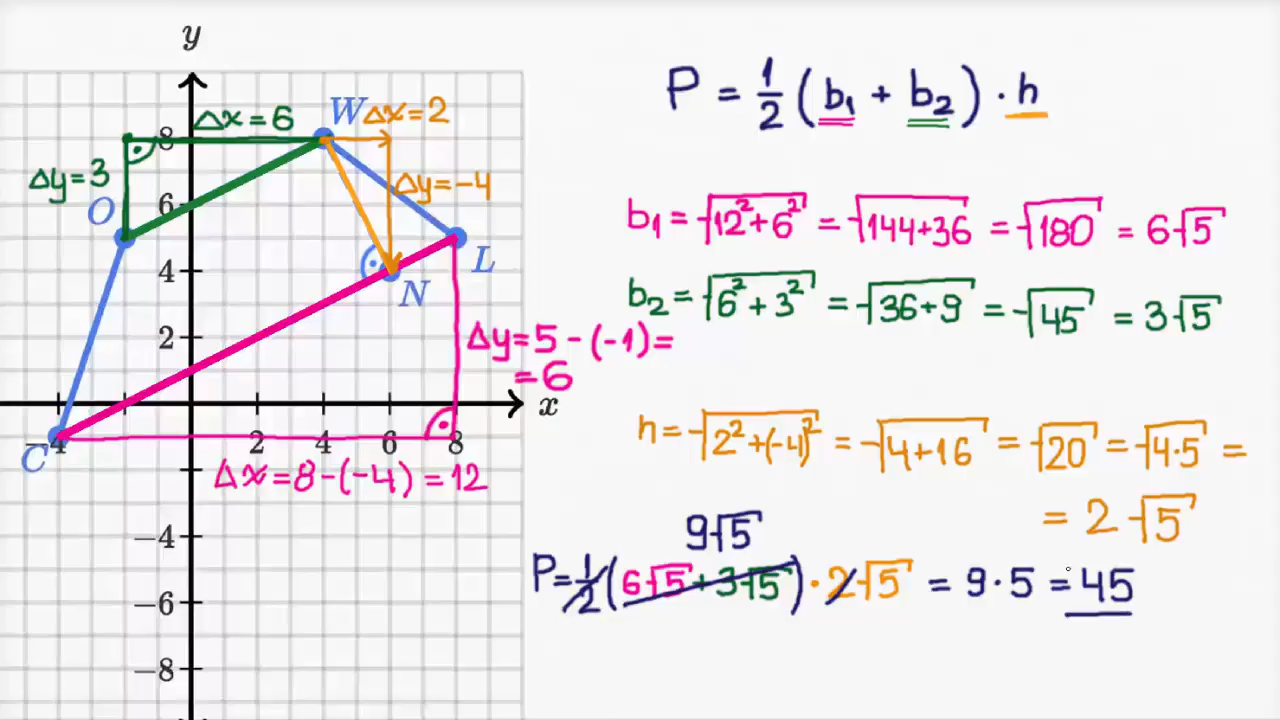 y
P = 1/2 (b₁ + b₂) · h
Δx = 6
W
Δx = 2
8
Δy = 3
Δy = -4
O
6
b₁ = √(12² + 6²) = √(144 + 36) = √180 = 6√5
L
4
N
b₂ = √(6² + 3²) = √(36 + 9) = √45 = 3√5
2
Δy = 5 - (-1) =
= 6
x
4 2 4 6 8
C
Δx = 8 - (-4) = 12
h = √(2² + (-4)²) = √(4 + 16) = √20 = √(4·5) =
= 2√5
−4
9√5
P = 1/2 (6√5 + 3√5) · 2√5 = 9·5 = 45
−6
−8